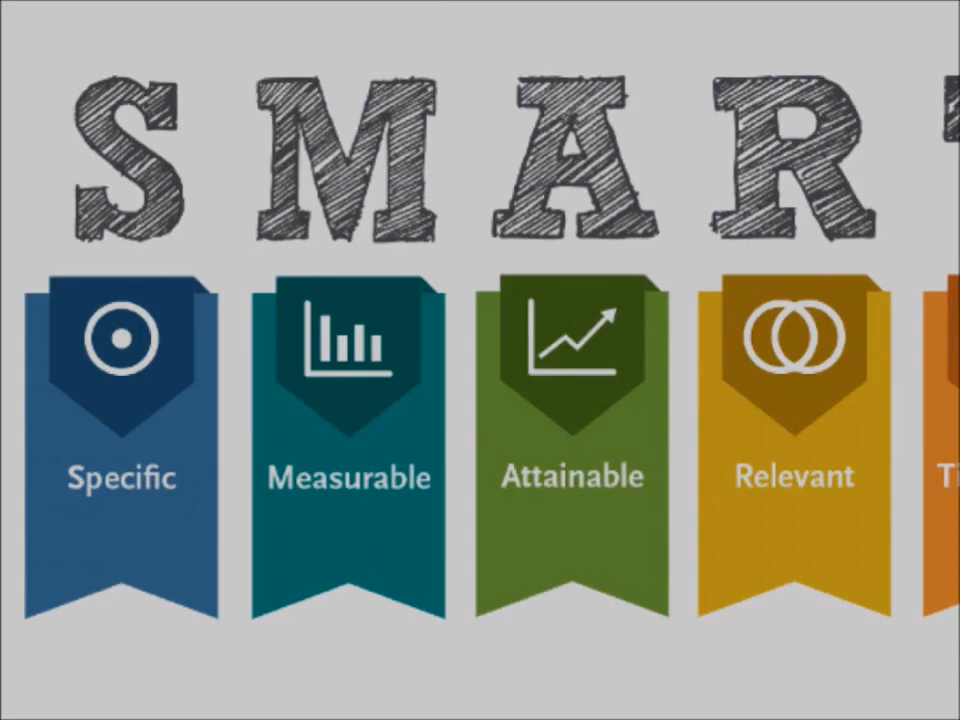 SMAR
Specific
Measurable
Attainable
Relevant